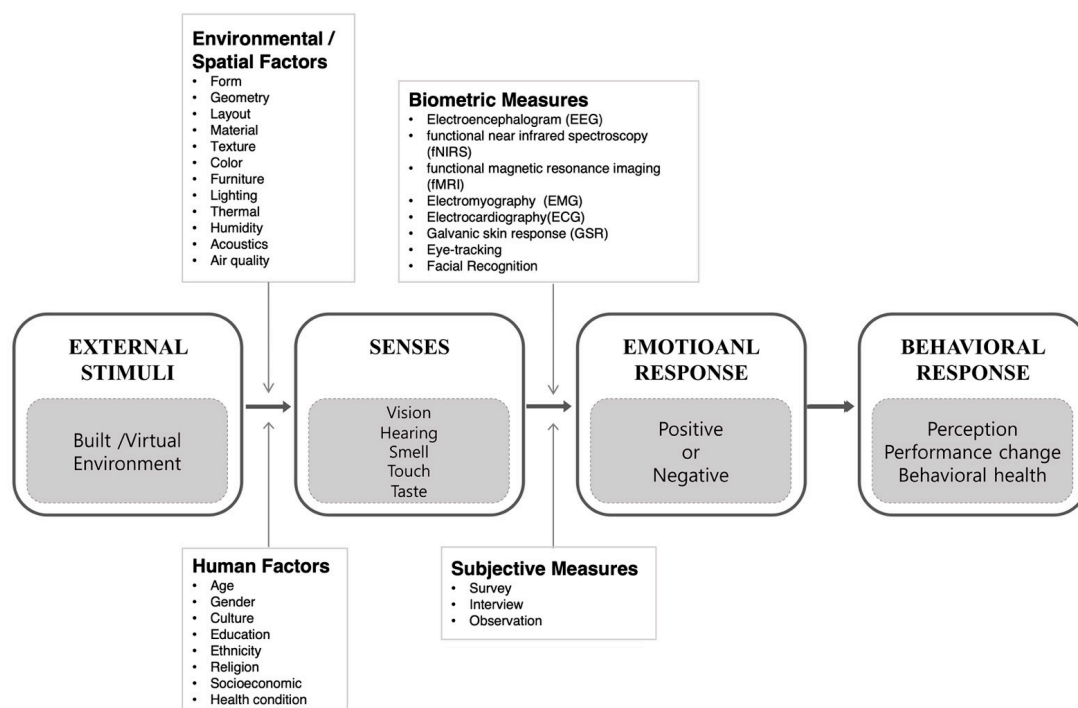 Environmental /
Spatial Factors
• Form
• Geometry
• Layout
• Material
• Texture
• Color
• Furniture
• Lighting
• Thermal
• Humidity
• Acoustics
• Air quality
Biometric Measures
• Electroencephalogram (EEG)
• functional near infrared spectroscopy
(fNIRS)
• functional magnetic resonance imaging
(fMRI)
• Electromyography (EMG)
• Electrocardiography(ECG)
• Galvanic skin response (GSR)
• Eye-tracking
• Facial Recognition
EXTERNAL
STIMULI
Built /Virtual
Environment
SENSES
Vision
Hearing
Smell
Touch
Taste
EMOTIOANL
RESPONSE
Positive
or
Negative
BEHAVIORAL
RESPONSE
Perception
Performance change
Behavioral health
Human Factors
• Age
• Gender
• Culture
• Education
• Ethnicity
• Religion
• Socioeconomic
• Health condition
Subjective Measures
• Survey
• Interview
• Observation